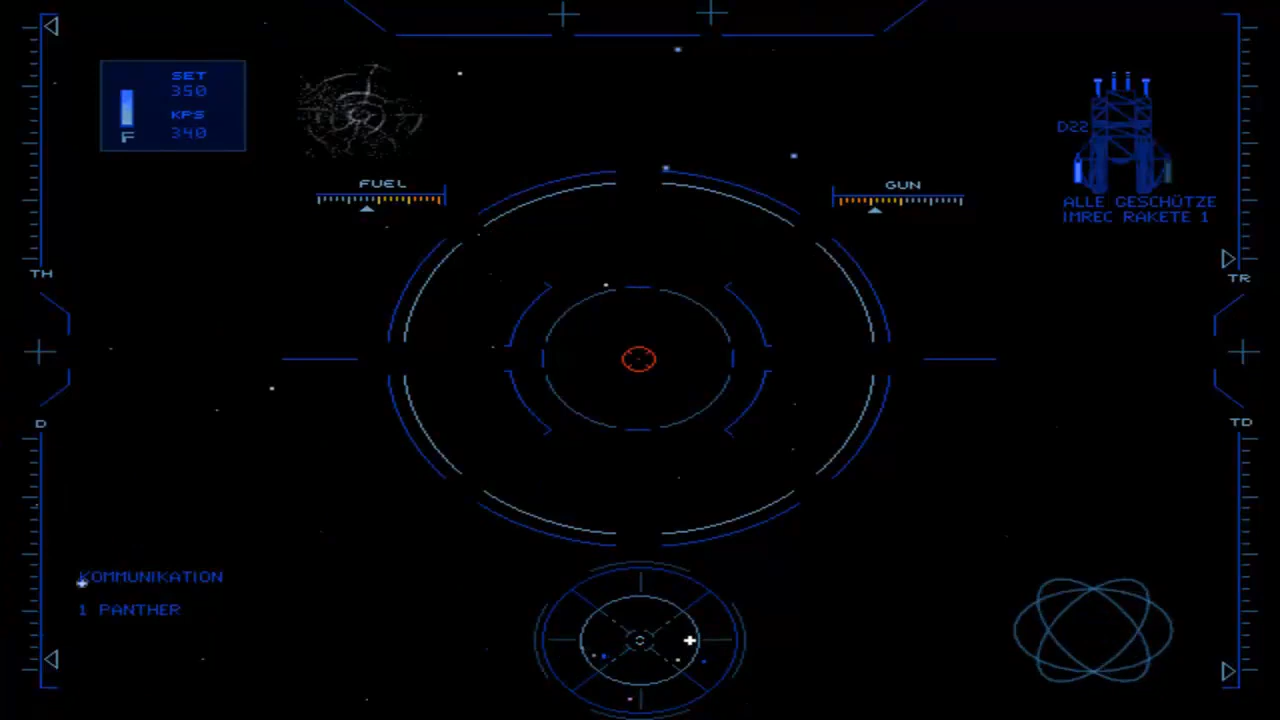 SET
350
KPS
340
F
FUEL
GUN
D22
ALLE GESCHÜTZE
IMREC RAKETE 1
TH
TR
D
TD
KOMMUNIKATION
1 PANTHER